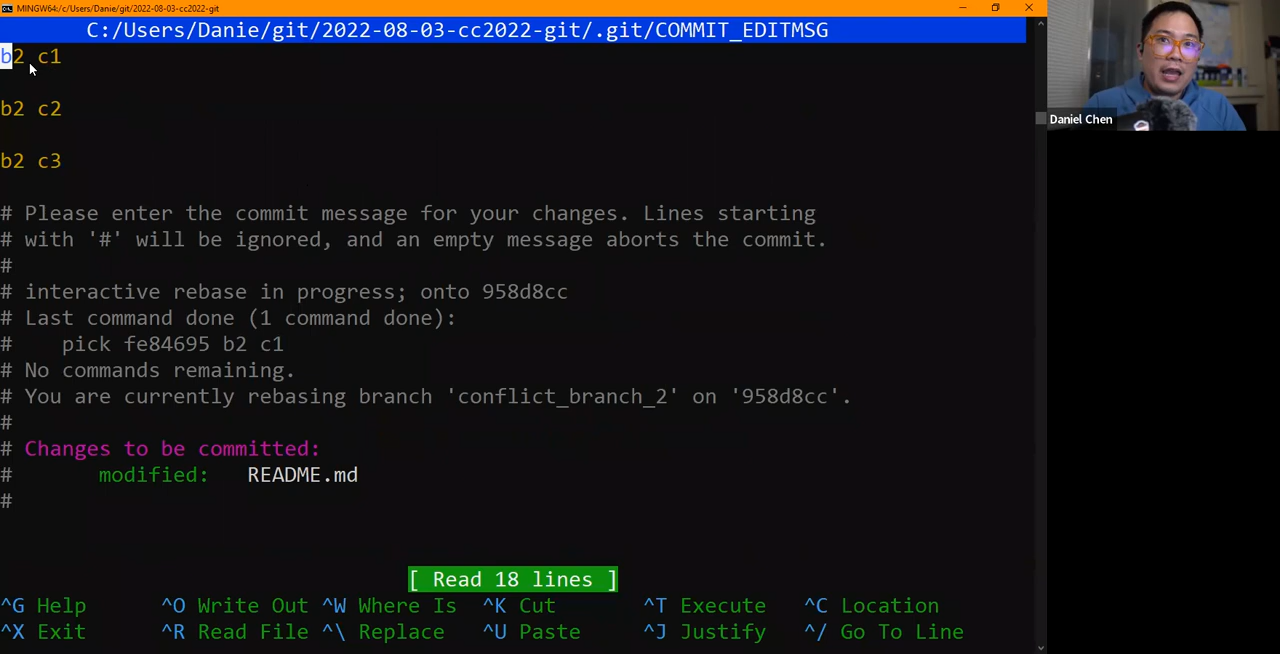 MINGW64:/c/Users/Danie/git/2022-08-03-cc2022-git
C:/Users/Danie/git/2022-08-03-cc2022-git/.git/COMMIT_EDITMSG
b2 c1
b2 c2
b2 c3
# Please enter the commit message for your changes. Lines starting
# with '#' will be ignored, and an empty message aborts the commit.
#
# interactive rebase in progress; onto 958d8cc
# Last command done (1 command done):
#    pick fe84695 b2 c1
# No commands remaining.
# You are currently rebasing branch 'conflict_branch_2' on '958d8cc'.
#
# Changes to be committed:
#       modified:   README.md
#
[ Read 18 lines ]
^G Help ^O Write Out ^W Where Is ^K Cut ^T Execute ^C Location
^X Exit ^R Read File ^\ Replace ^U Paste ^J Justify ^/ Go To Line
Daniel Chen